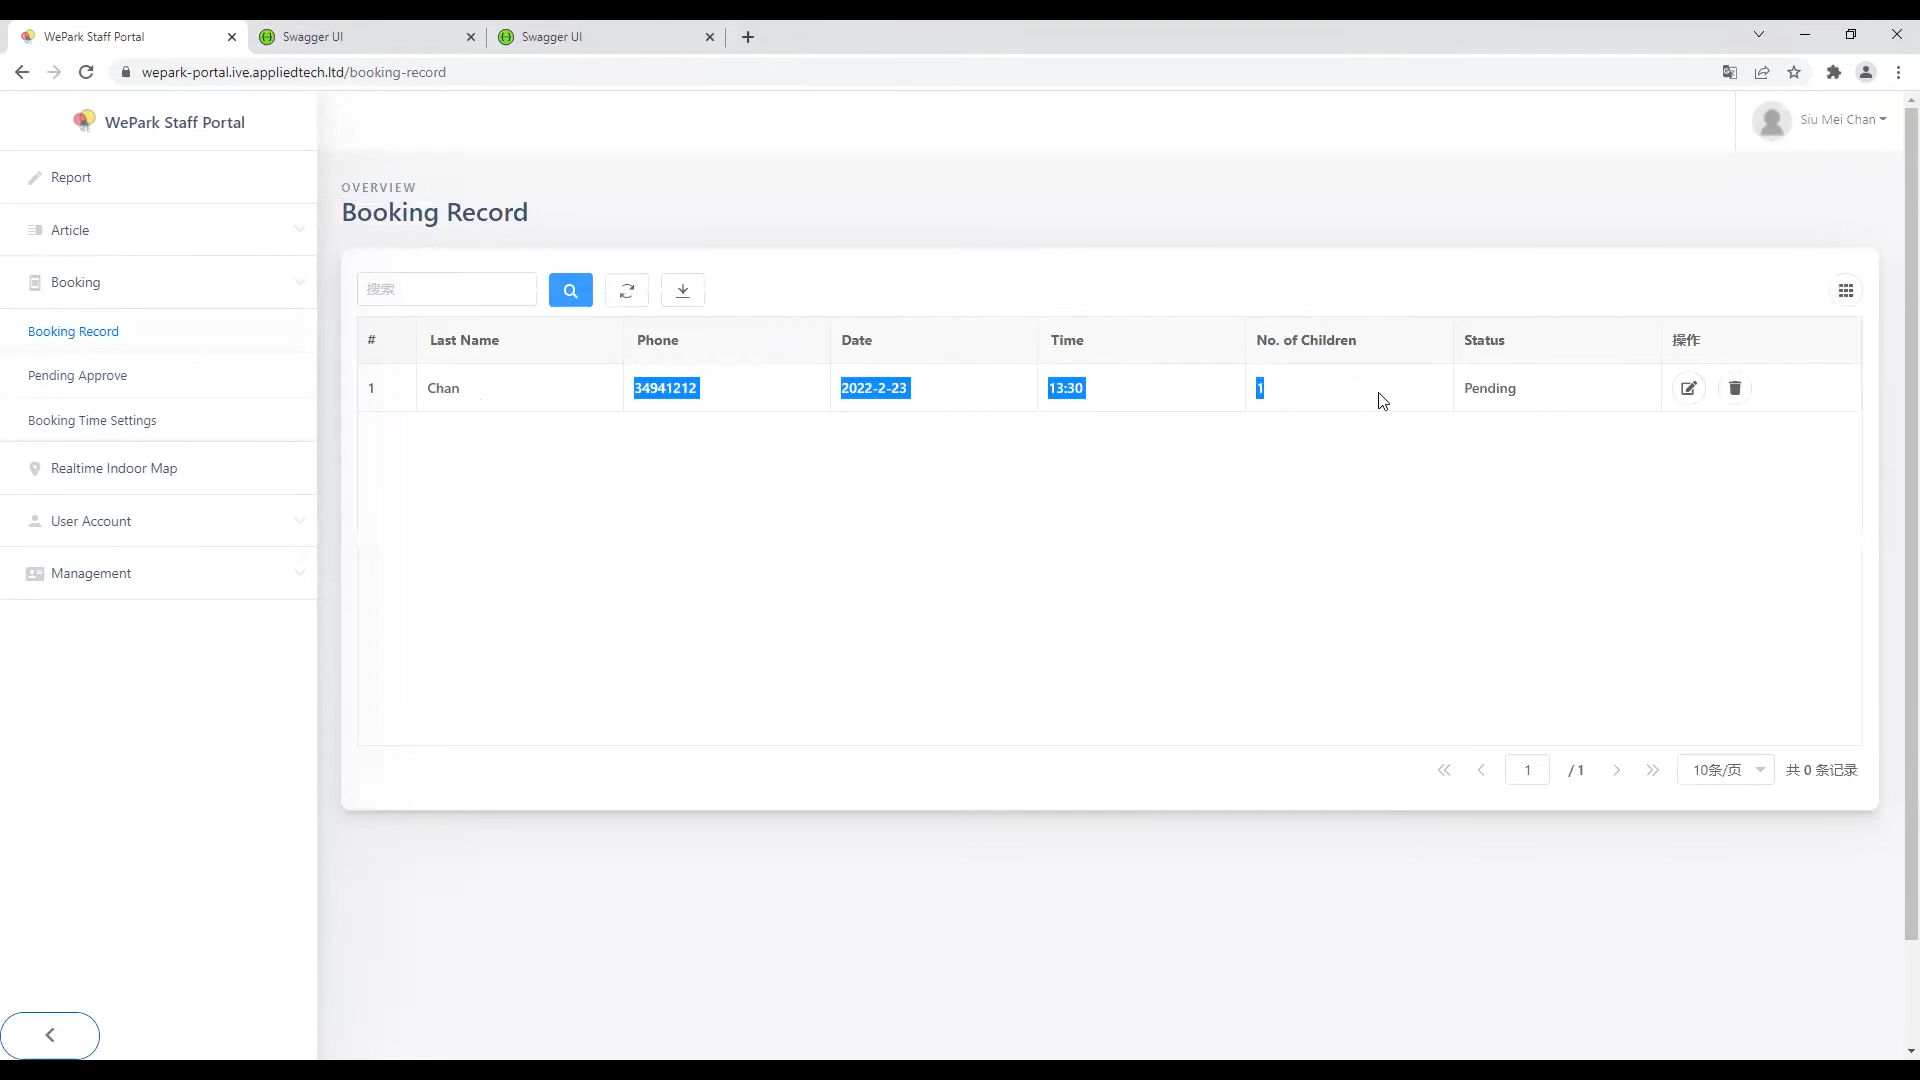 WePark Staff Portal
Swagger UI
Swagger UI
wepark-portal.ive.appliedtech.ltd/booking-record
WePark Staff Portal
Siu Mei Chan
Report
Article
Booking
Booking Record
Pending Approve
Booking Time Settings
Realtime Indoor Map
User Account
Management
OVERVIEW
Booking Record
搜索
# Last Name Phone Date Time No. of Children Status 操作
1 Chan 34941212 2022-2-23 13:30 1 Pending
1 / 1 10条/页 共 0 条记录